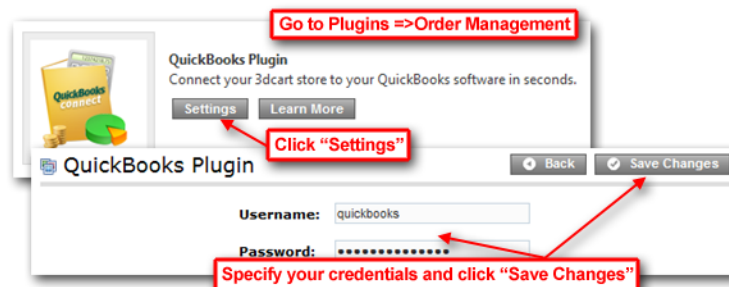 Go to Plugins =>Order Management
QuickBooks Plugin
Connect your 3dcart store to your QuickBooks software in seconds.
QuickBooks
connect
Settings
Learn More
Click “Settings”
QuickBooks Plugin
Back
Save Changes
Username:
quickbooks
Password:
••••••••••••••
Specify your credentials and click “Save Changes”